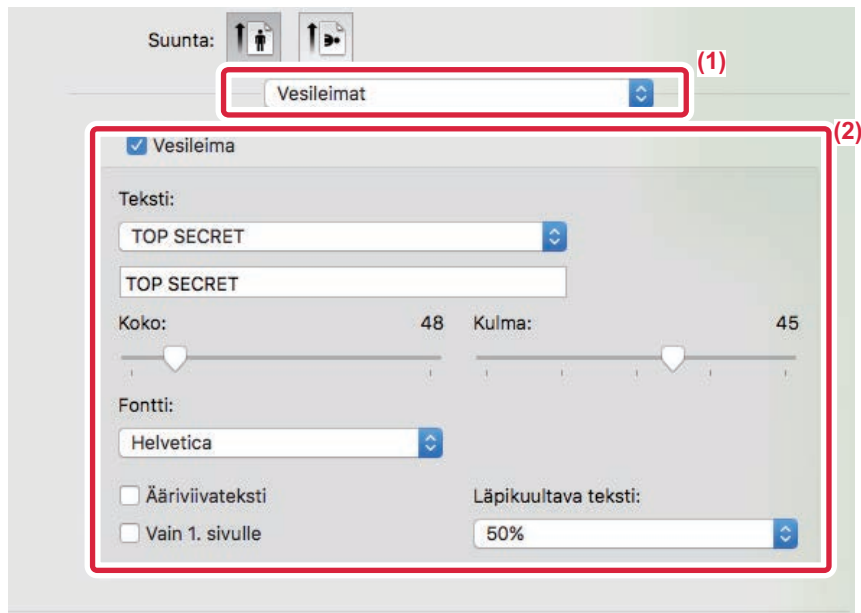 Suunta:
(1)
Vesileimat
(2)
Vesileima
Teksti:
TOP SECRET
TOP SECRET
Koko: 48 Kulma: 45
Fontti:
Helvetica
Ääriviivateksti Läpikuultava teksti:
Vain 1. sivulle 50%